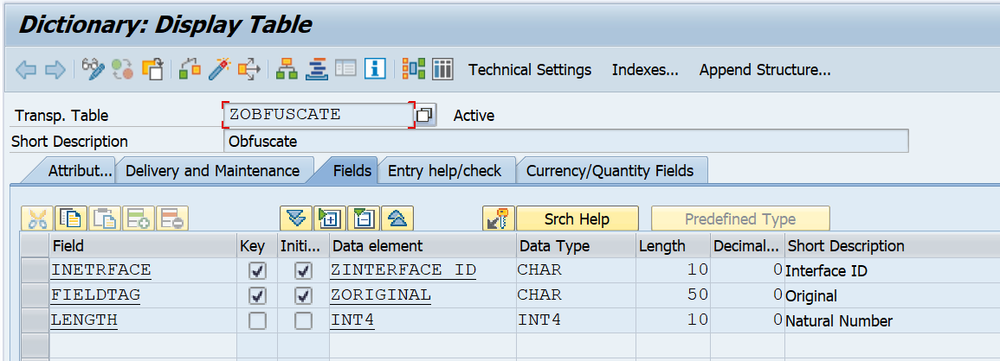 Dictionary: Display Table
Technical Settings Indexes... Append Structure...
Transp. Table ZOBFUSCATE Active
Short Description Obfuscate
Attribut... Delivery and Maintenance Fields Entry help/check Currency/Quantity Fields
Srch Help Predefined Type
Field Key Initi... Data element Data Type Length Decimal... Short Description
INETRFACE ZINTERFACE_ID CHAR 10 0 Interface ID
FIELDTAG ZORIGINAL CHAR 50 0 Original
LENGTH INT4 INT4 10 0 Natural Number